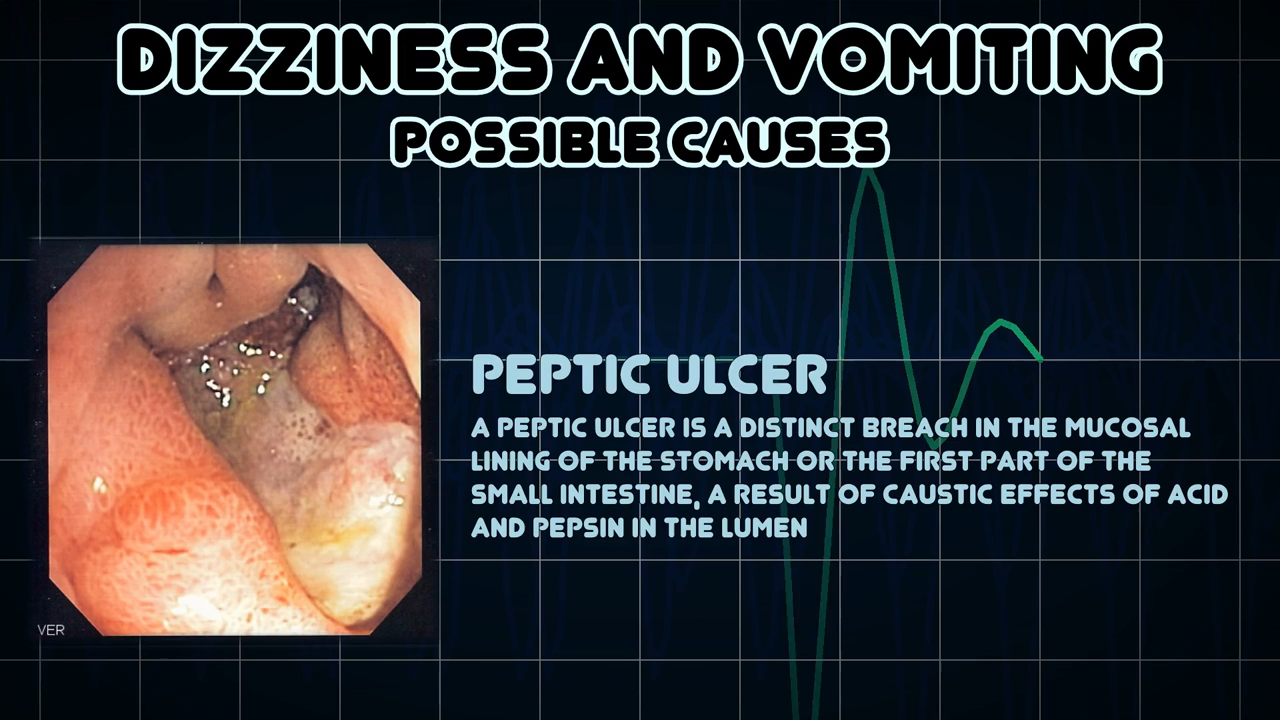 DIZZINESS AND VOMITING
POSSIBLE CAUSES
PEPTIC ULCER
A PEPTIC ULCER IS A DISTINCT BREACH IN THE MUCOSAL
LINING OF THE STOMACH OR THE FIRST PART OF THE
SMALL INTESTINE, A RESULT OF CAUSTIC EFFECTS OF ACID
AND PEPSIN IN THE LUMEN
VER